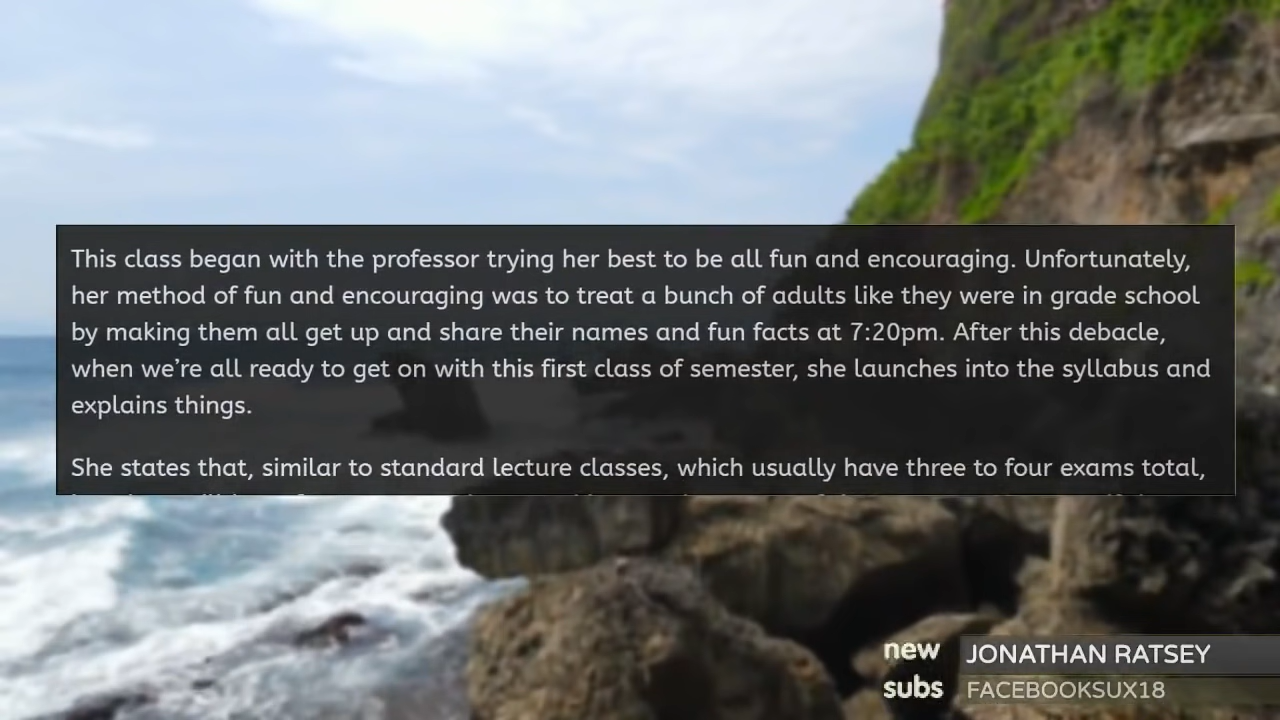 This class began with the professor trying her best to be all fun and encouraging. Unfortunately,
her method of fun and encouraging was to treat a bunch of adults like they were in grade school
by making them all get up and share their names and fun facts at 7:20pm. After this debacle,
when we’re all ready to get on with this first class of semester, she launches into the syllabus and
explains things.
She states that, similar to standard lecture classes, which usually have three to four exams total,
new JONATHAN RATSEY
subs FACEBOOKSUX18